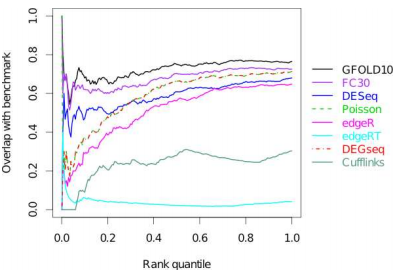 Overlap with benchmark
1.0
0.8
0.6
0.4
0.2
0.0
0.0 0.2 0.4 0.6 0.8 1.0
Rank quantile
GFOLD10
FC30
DESeq
Poisson
edgeR
edgeRT
DEGseq
Cufflinks